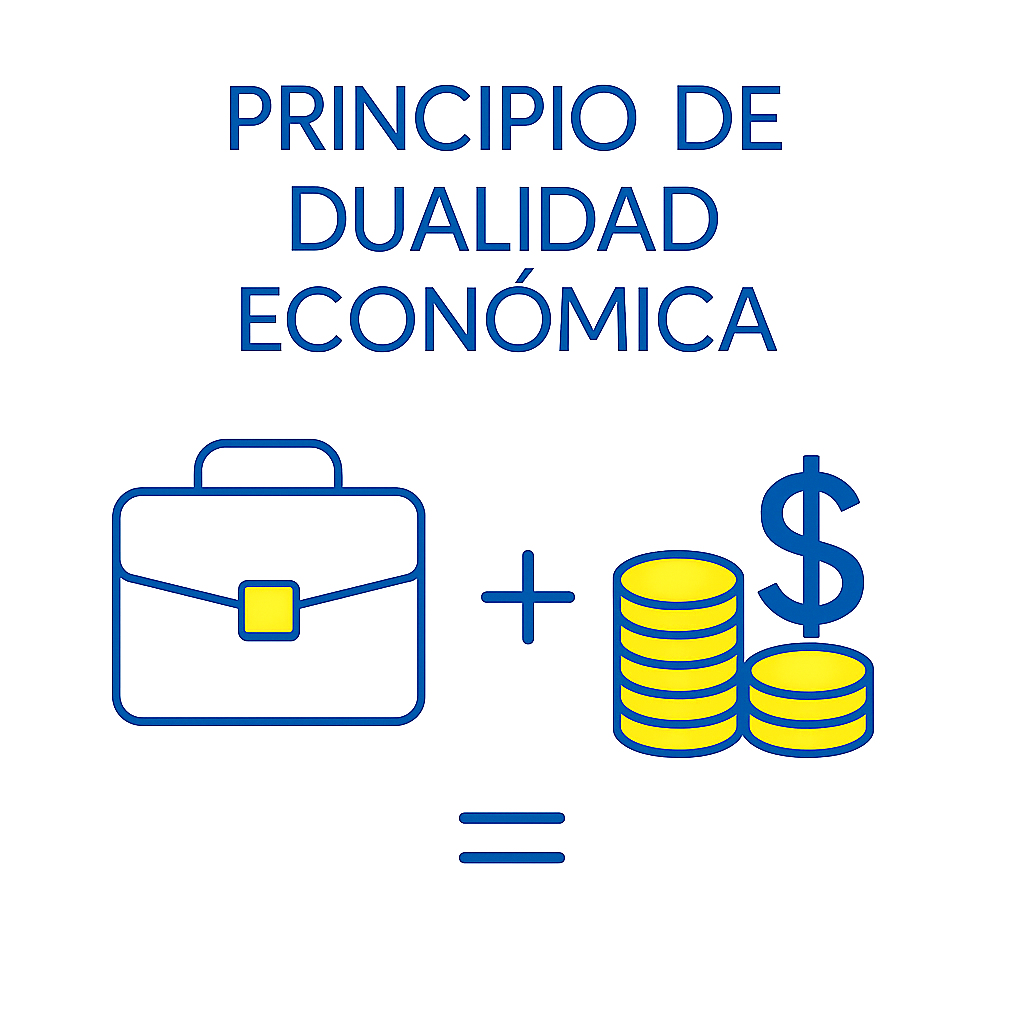 PRINCIPIO DE
DUALIDAD
ECONÓMICA
+
$
=